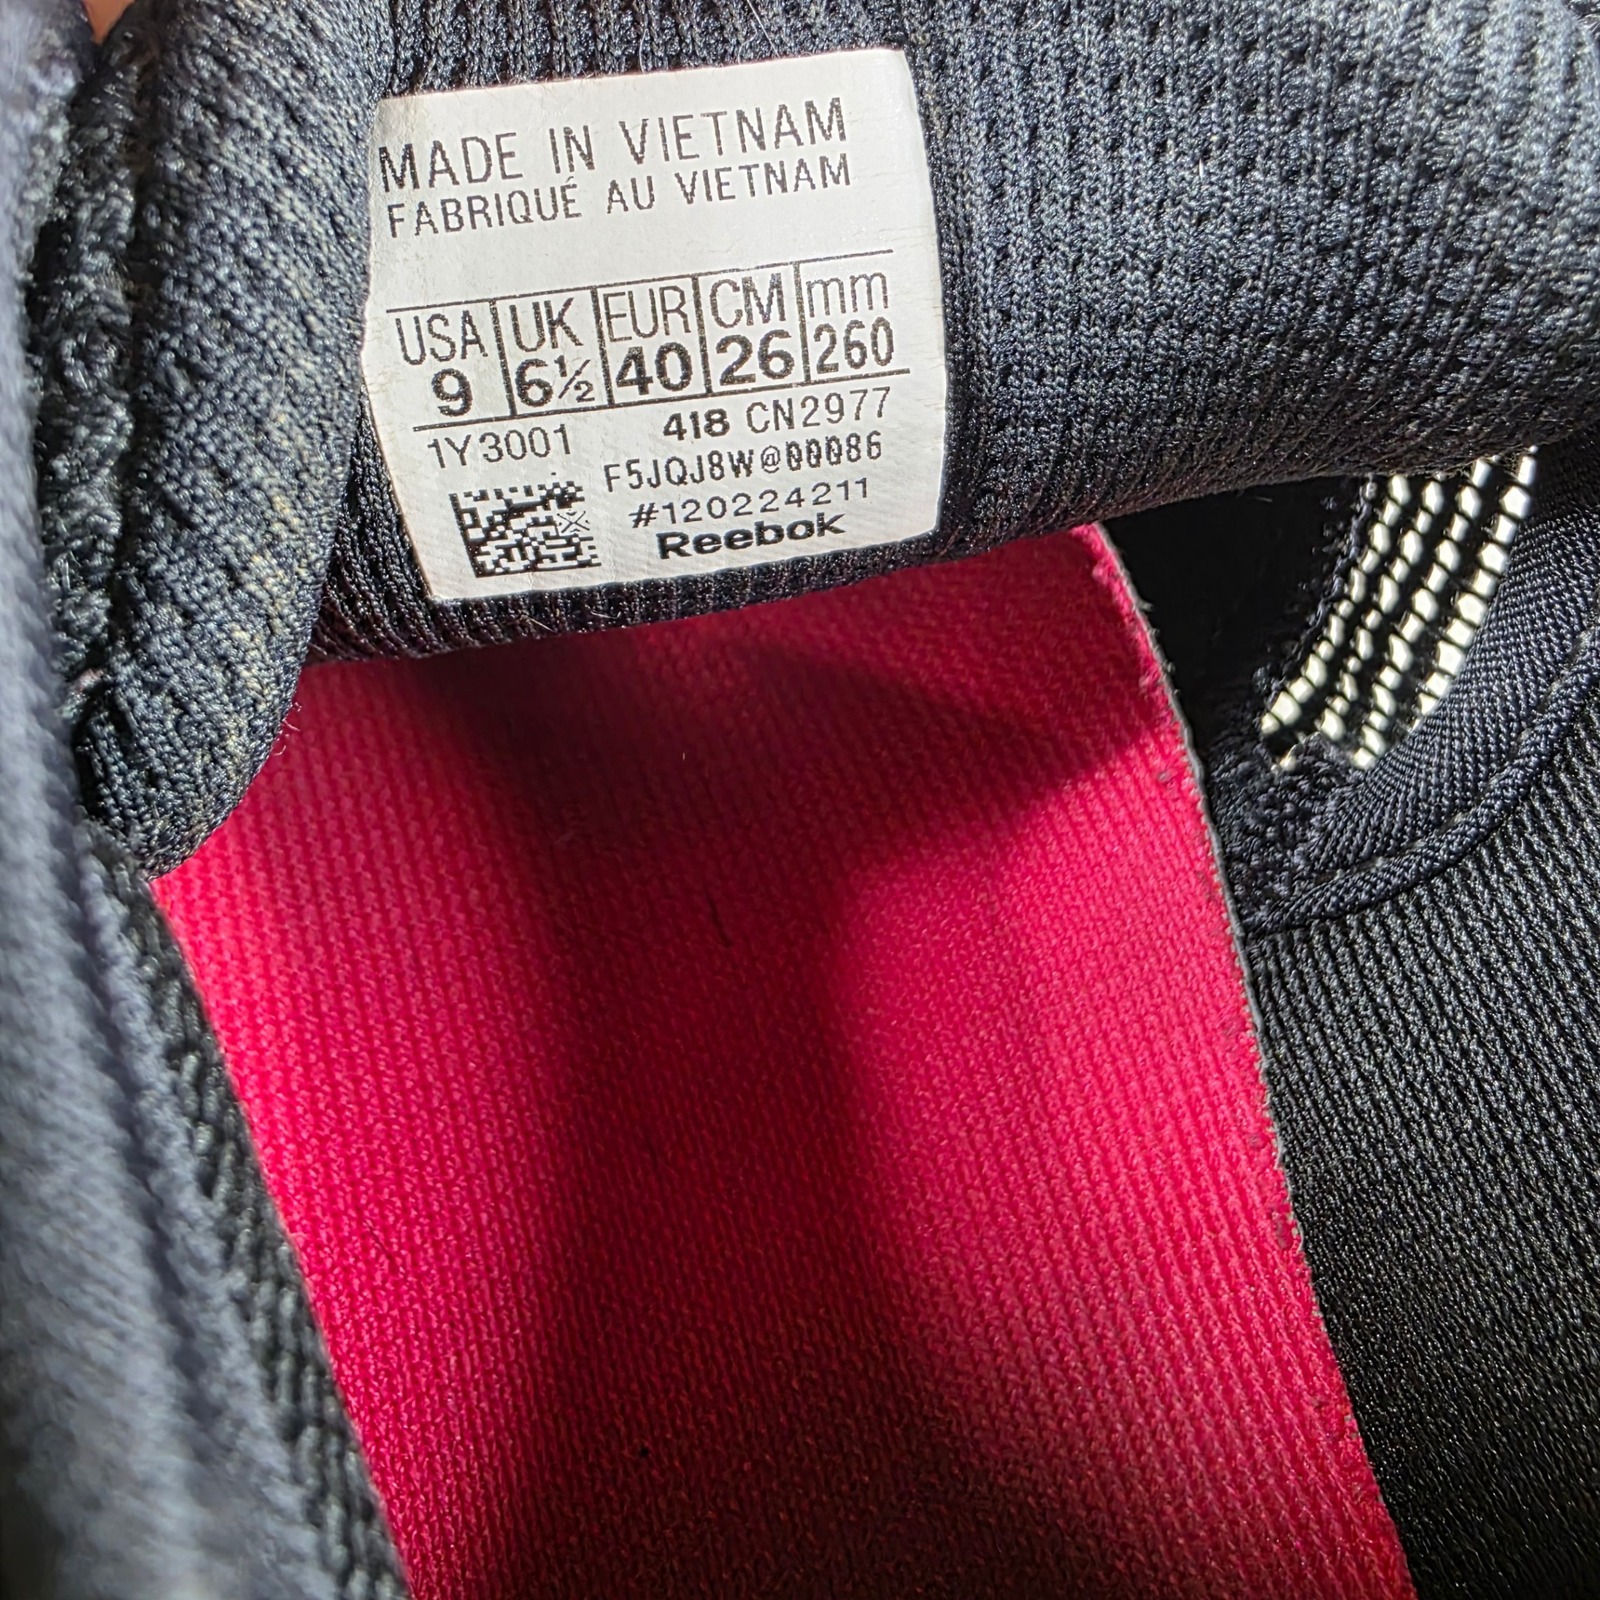 MADE IN VIETNAM
FABRIQUÉ AU VIETNAM
USA UK EUR CM mm
9 6½ 40 26 260
1Y3001 418 CN2977
F5JQJ8W@00086
#120224211
Reebok